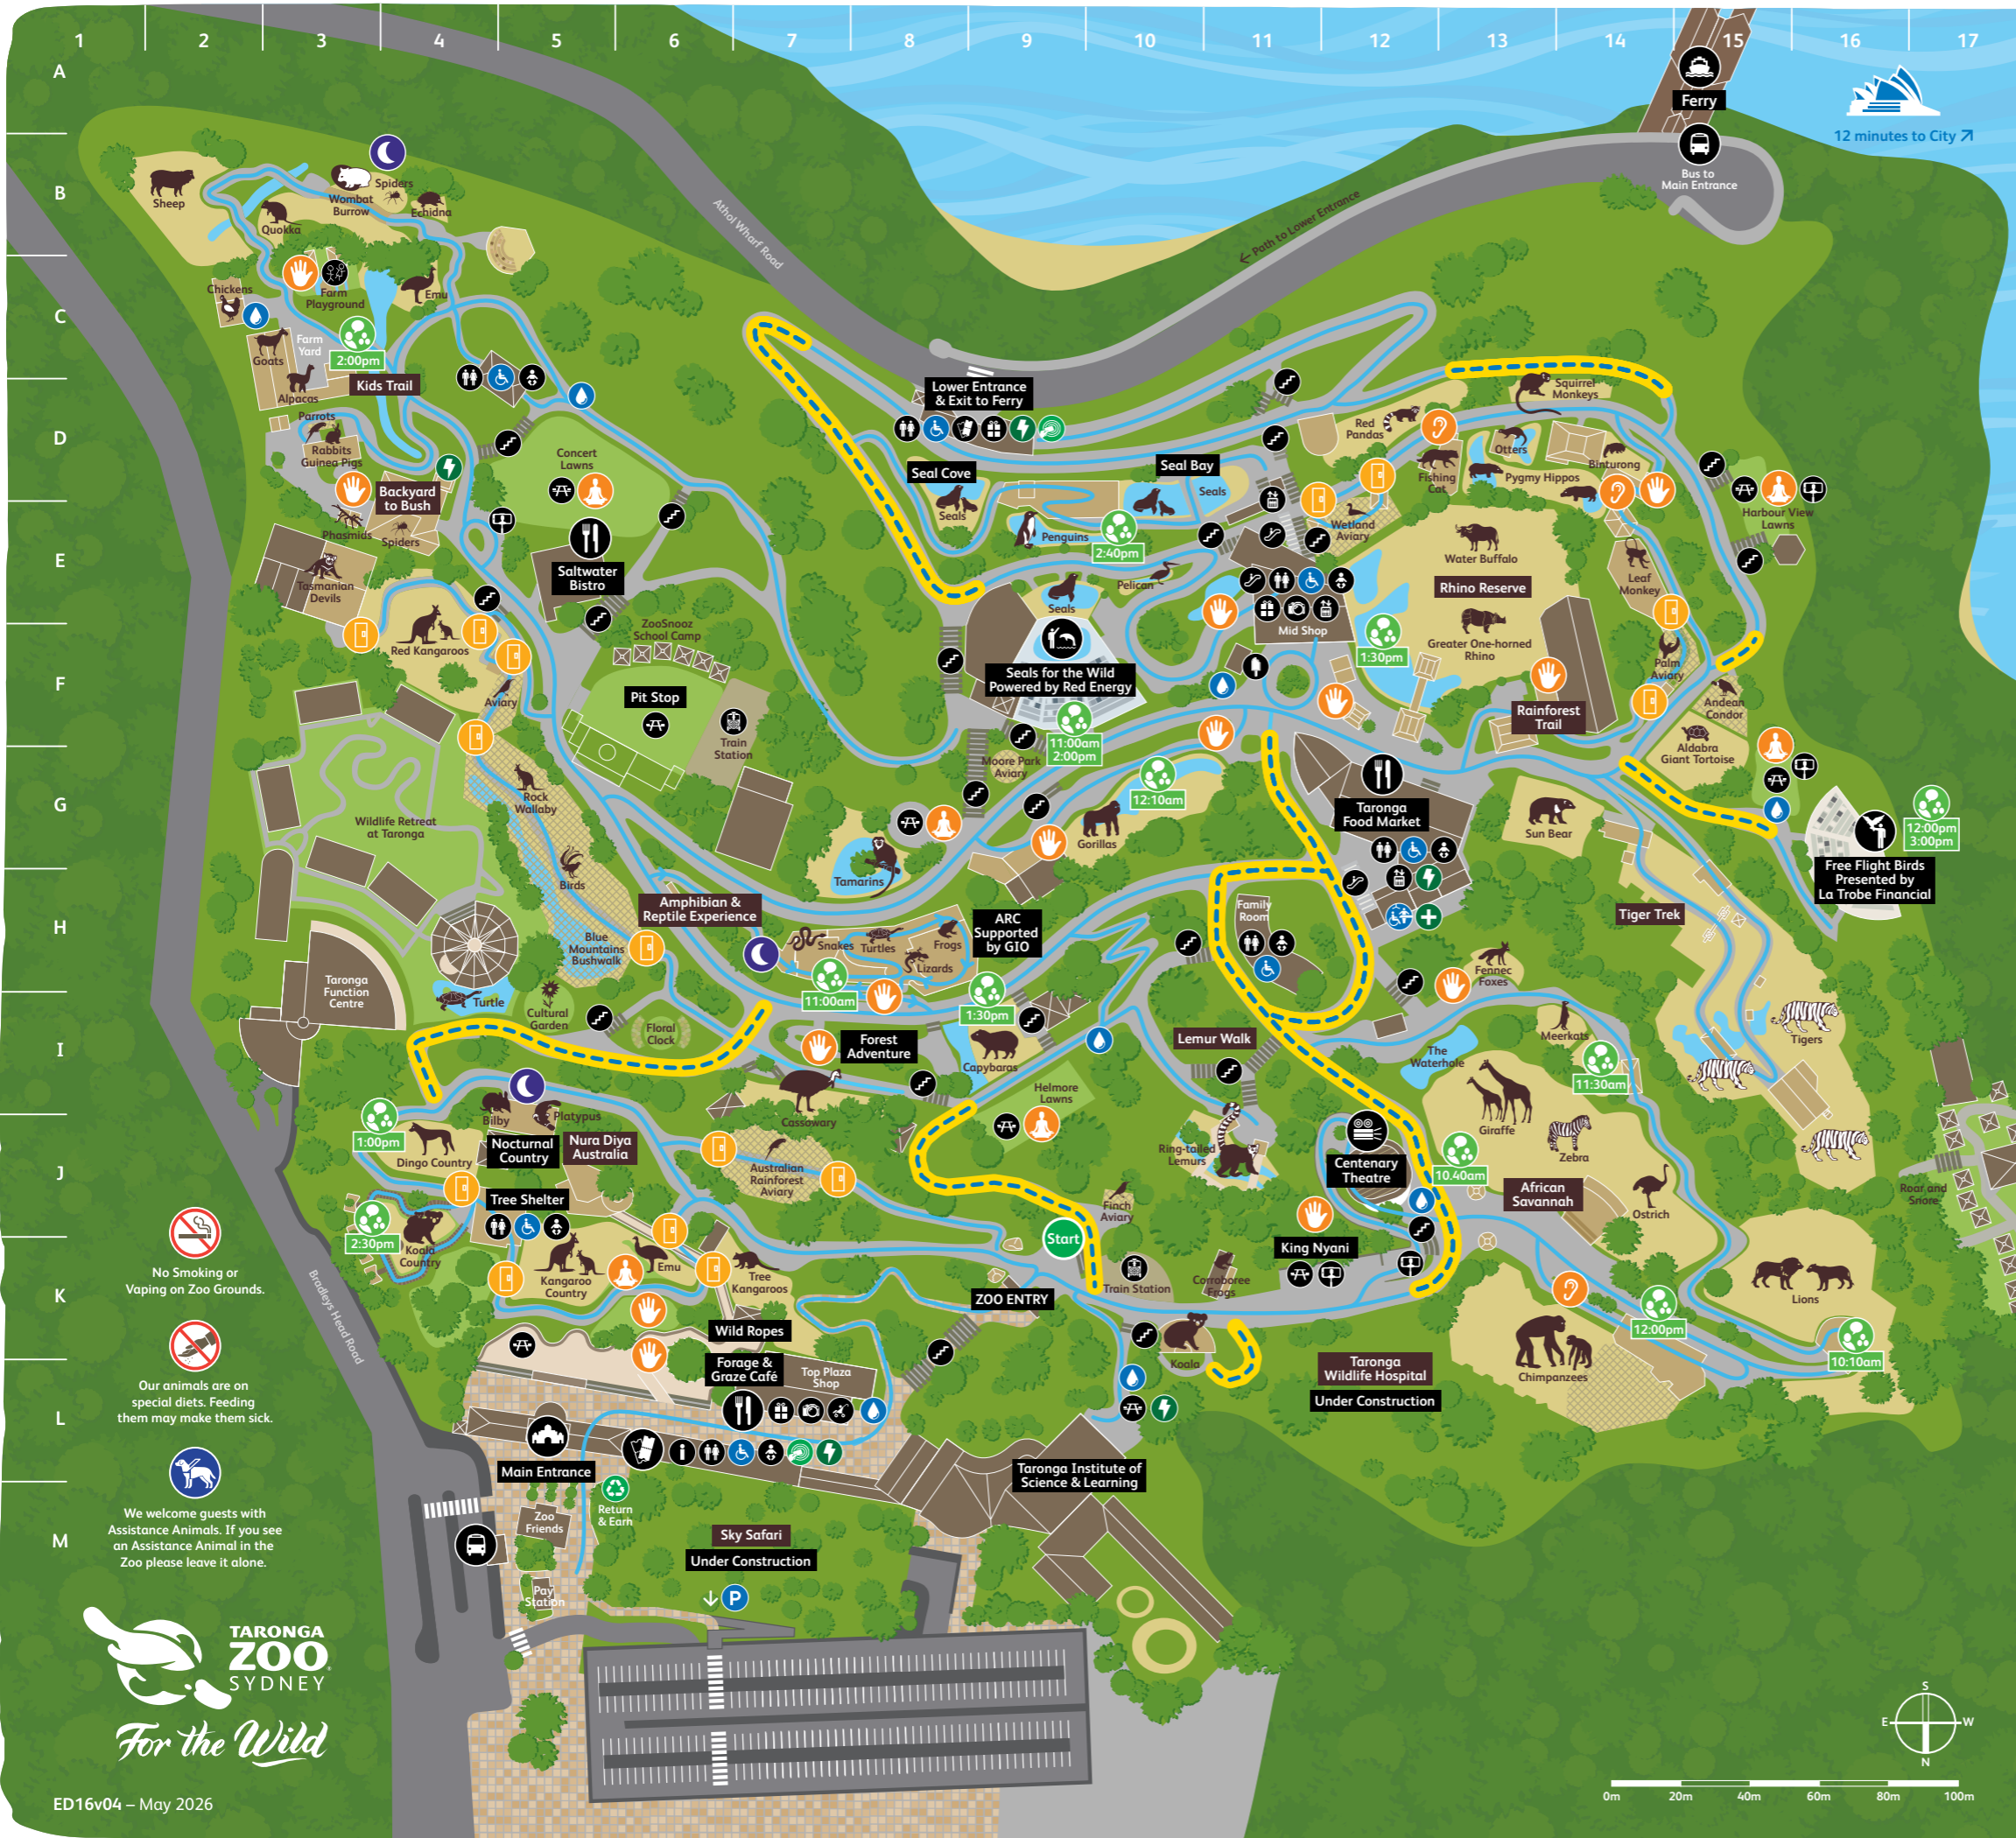 1 2 3 4 5 6 7 8 9 10 11 12 13 14 15 16 17
A
Ferry
12 minutes to City
Bus to
Main Entrance
B
Sheep
Spiders
Wombat
Burrow
Echidna
Quokka
Athol Wharf Road
← Path to Lower Entrance
C
Chickens
Farm
Playground
Emu
Goats
Farm
Yard
2:00pm
Alpacas
Kids Trail
Lower Entrance
& Exit to Ferry
Squirrel
Monkeys
D
Parrots
Rabbits
Guinea Pigs
Concert
Lawns
Seal Cove
Seal Bay
Red
Pandas
Otters
Binturong
Fishing
Cat
Pygmy Hippos
Backyard
to Bush
Seals
Seals
Harbour View
Lawns
E
Phasmids
Spiders
Penguins
2:40pm
Wetland
Aviary
Water Buffalo
Saltwater
Bistro
Tasmanian
Devils
Pelican
Rhino Reserve
Leaf
Monkey
Seals
ZooSnooz
School Camp
Mid Shop
1:30pm
Greater One-horned
Rhino
F
Red Kangaroos
Seals for the Wild
Powered by Red Energy
Palm
Aviary
Aviary
Pit Stop
Andean
Condor
Rainforest
Trail
Train
Station
11:00am
2:00pm
Aldabra
Giant Tortoise
G
Moore Park
Aviary
12:10am
Rock
Wallaby
Wildlife Retreat
at Taronga
Taronga
Food Market
Sun Bear
12:00pm
3:00pm
Gorillas
Free Flight Birds
Presented by
La Trobe Financial
H
Birds
Tamarins
Amphibian &
Reptile Experience
ARC
Supported
by GIO
Family
Room
Tiger Trek
Blue
Mountains
Bushwalk
Snakes
Turtles
Frogs
Lizards
Fennec
Foxes
Taronga
Function
Centre
Turtle
11:00am
1:30pm
I
Cultural
Garden
Floral
Clock
Forest
Adventure
Capybaras
Lemur Walk
Meerkats
Tigers
The
Waterhole
11:30am
Helmore
Lawns
Bilby
Platypus
Cassowary
Giraffe
J
1:00pm
Dingo Country
Nocturnal
Country
Nura Diya
Australia
Australian
Rainforest
Aviary
Ring-tailed
Lemurs
Centenary
Theatre
10.40am
Zebra
Tree Shelter
Finch
Aviary
African
Savannah
Ostrich
Roar and
Snore
No Smoking or
Vaping on Zoo Grounds.
2:30pm
Koala
Country
Start
King Nyani
K
Kangaroo
Country
Emu
Tree
Kangaroos
Train Station
Corroboree
Frogs
ZOO ENTRY
Lions
12:00pm
Bradleys Head Road
Wild Ropes
Koala
10:10am
Our animals are on
special diets. Feeding
them may make them sick.
Forage &
Graze Café
Top Plaza
Shop
Taronga
Wildlife Hospital
Under Construction
Chimpanzees
L
Main Entrance
Taronga Institute of
Science & Learning
We welcome guests with
Assistance Animals. If you see
an Assistance Animal in the
Zoo please leave it alone.
Return
& Earn
M
Zoo
Friends
Sky Safari
Under Construction
Pay
Station
P
TARONGA
ZOO
SYDNEY
For the Wild
S
E W
N
0m 20m 40m 60m 80m 100m
ED16v04 – May 2026